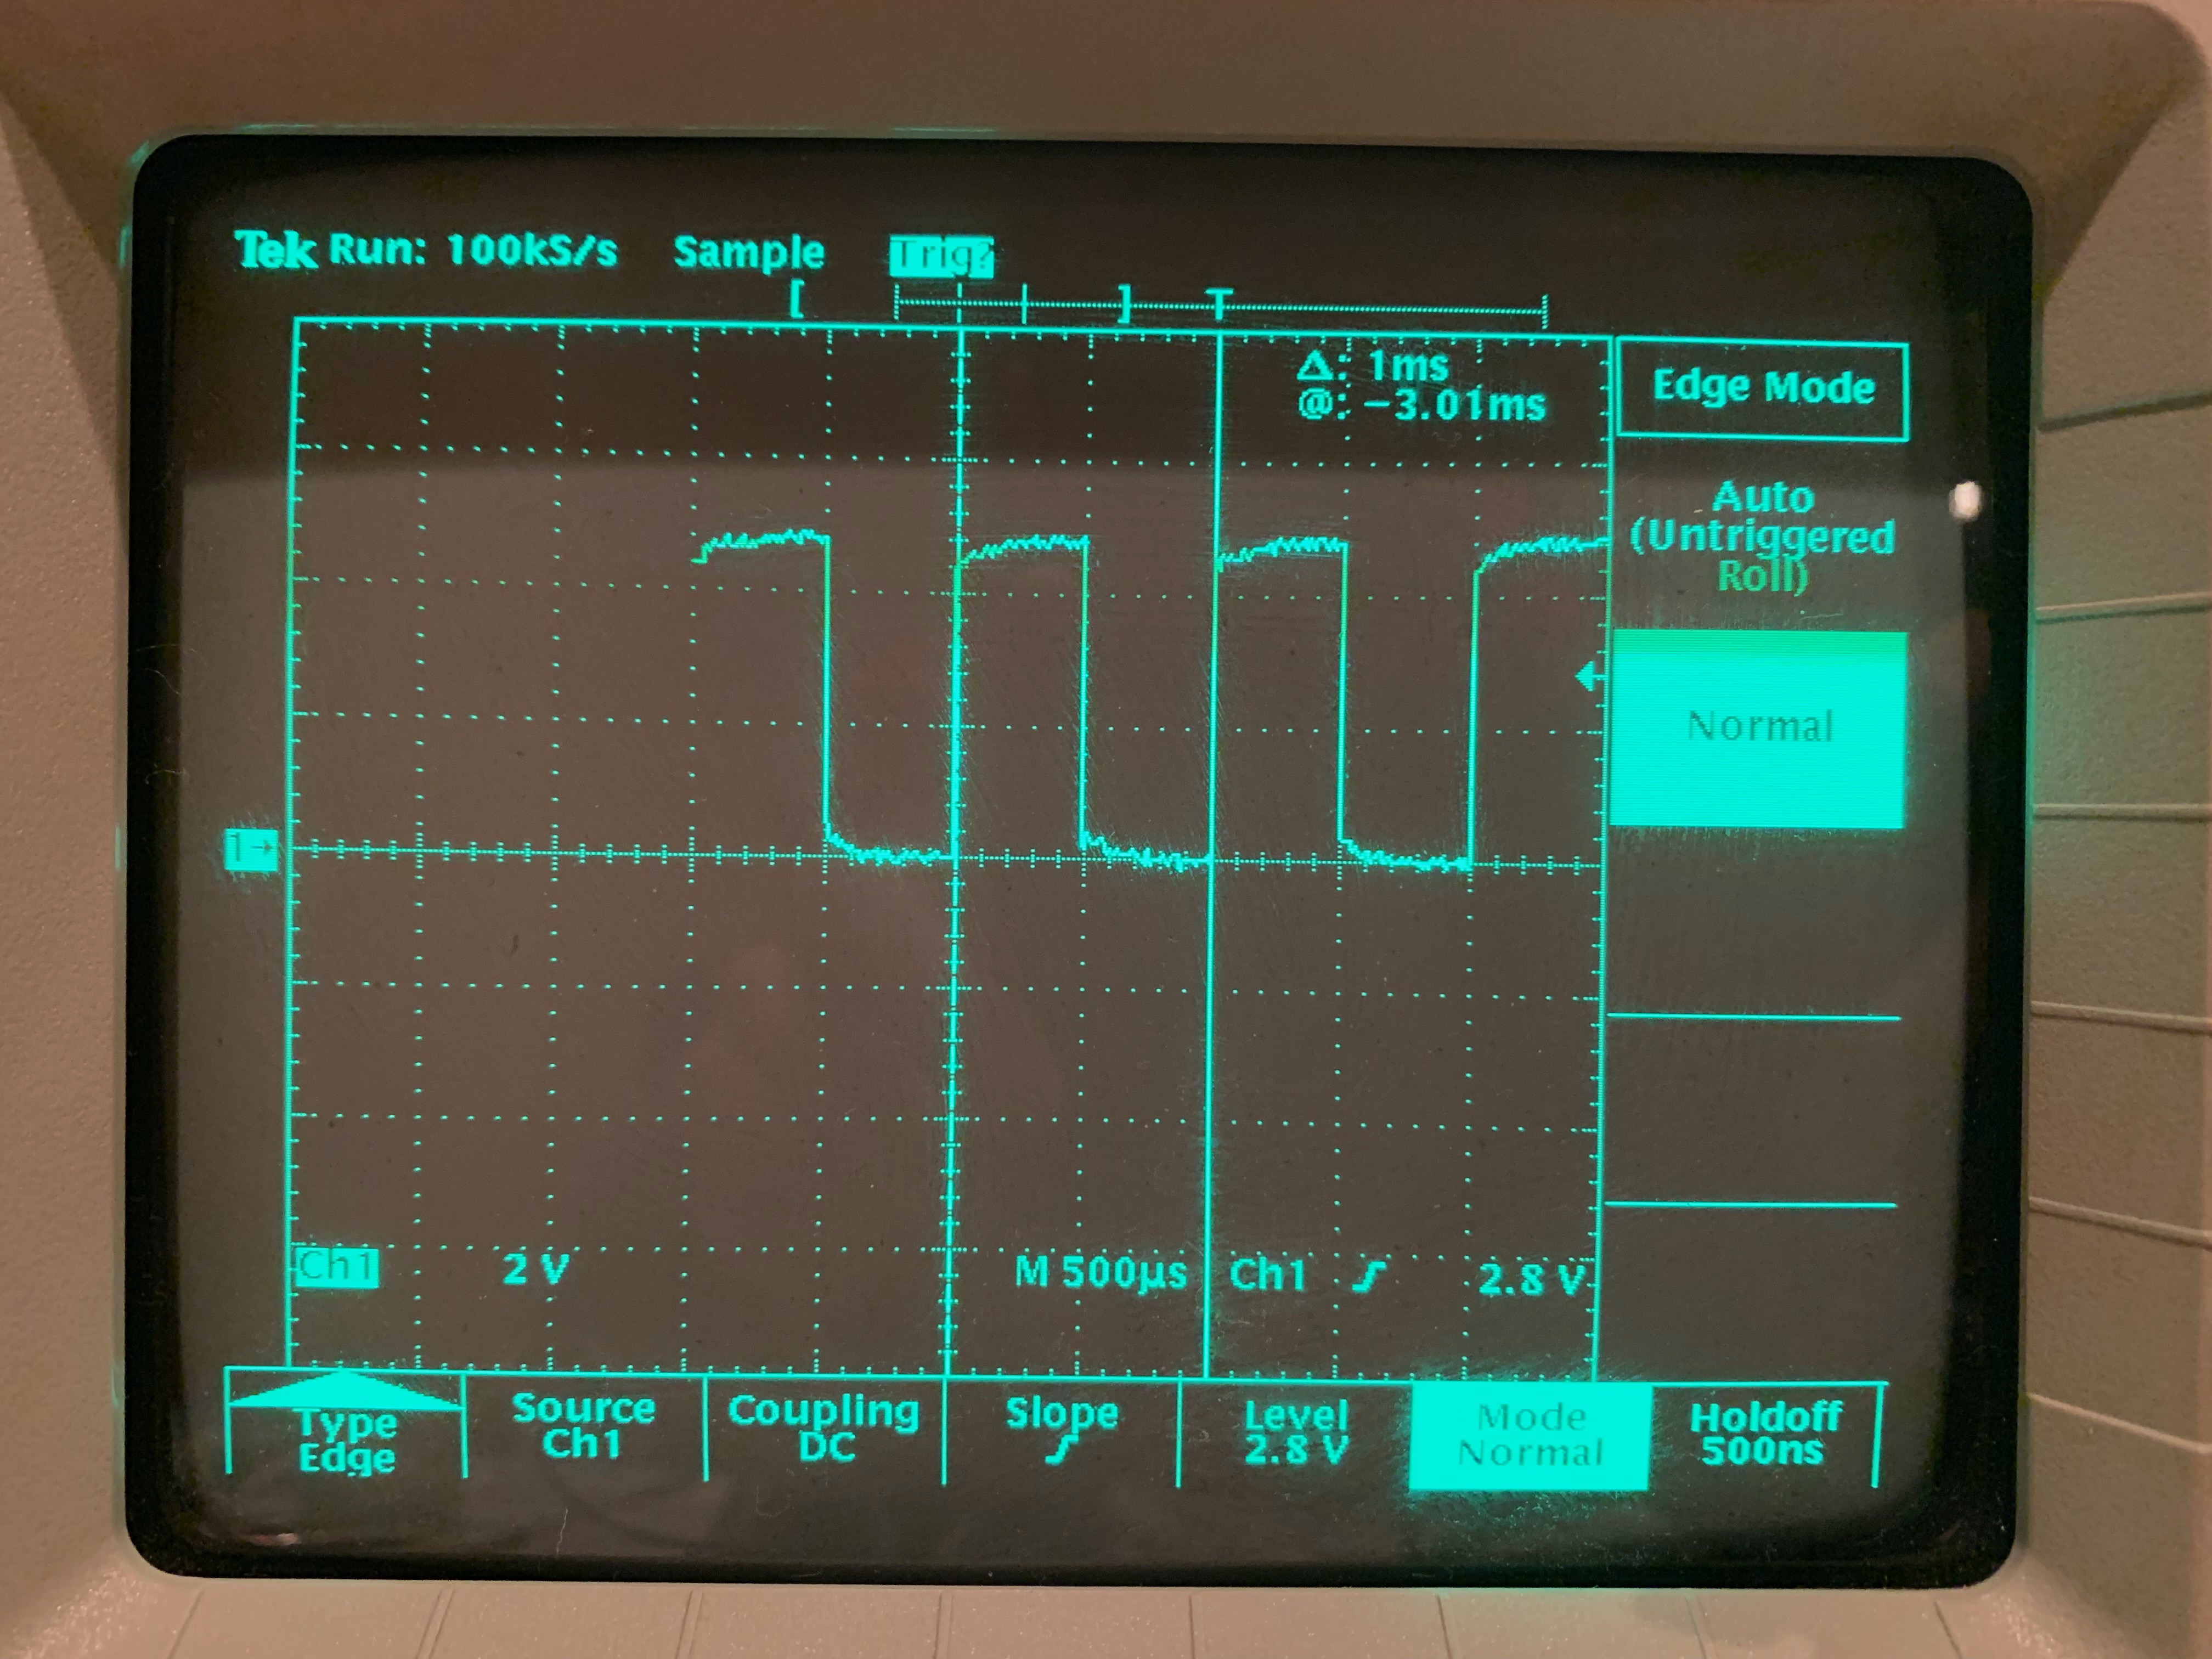 Tek Run: 100kS/s Sample Trig?
[ ] T
Δ: 1ms
@: −3.01ms
Edge Mode
Auto
(Untriggered
Roll)
Normal
1→
Ch1 2 V M 500µs Ch1 2.8 V
Type
Edge
Source
Ch1
Coupling
DC
Slope
Level
2.8 V
Mode
Normal
Holdoff
500ns